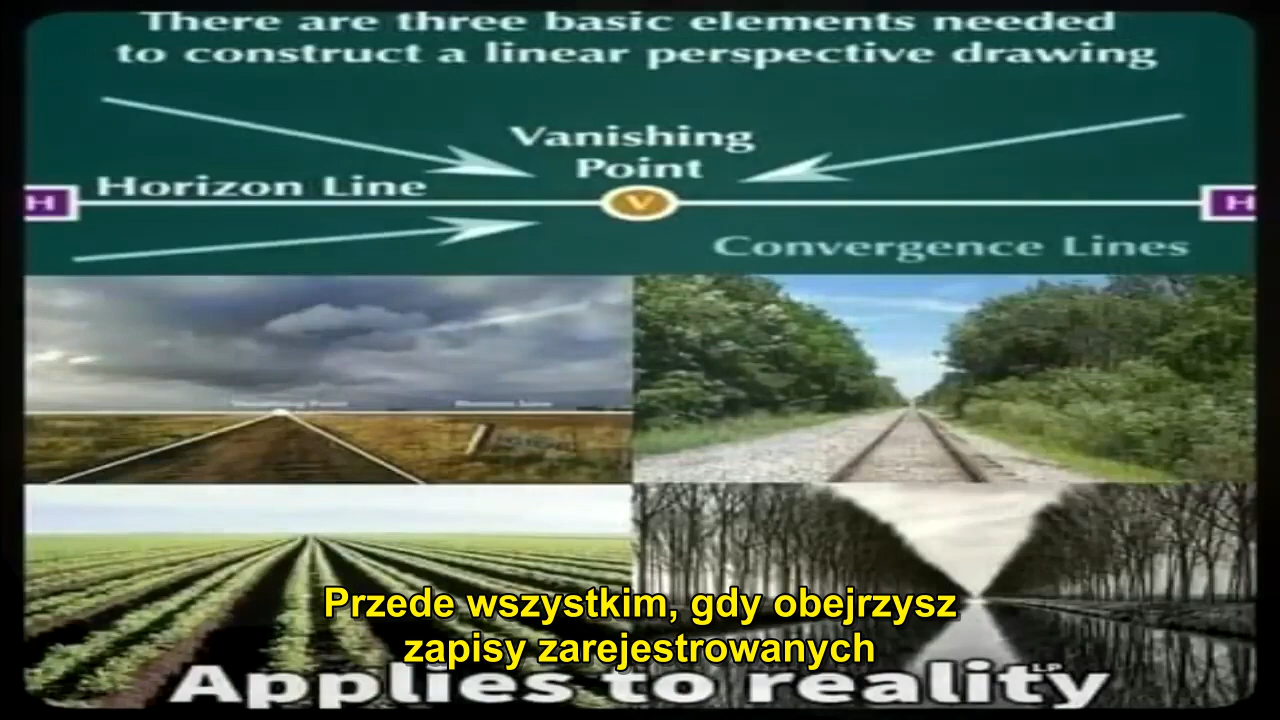 There are three basic elements needed
to construct a linear perspective drawing
Vanishing
Point
Horizon Line
H
V
H
Convergence Lines
Przede wszystkim, gdy obejrzysz
zapisy zarejestrowanych
Applies to reality